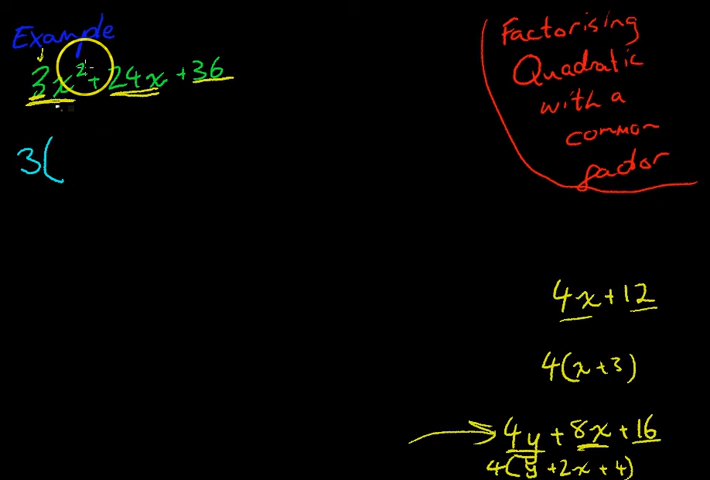 Example
3x² + 24x + 36
3(
Factorising
Quadratic
with a
common
factor
4x + 12
4(x + 3)
4y + 8x + 16
4(y + 2x + 4)